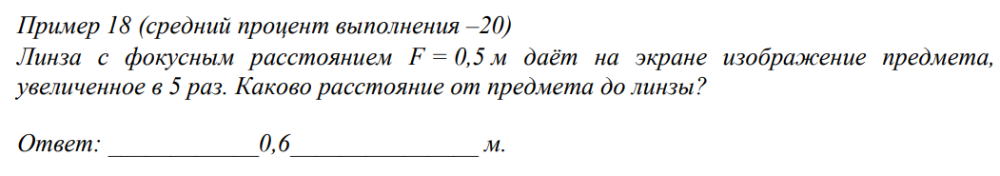 Пример 18 (средний процент выполнения –20)
Линза с фокусным расстоянием F = 0,5 м даёт на экране изображение предмета,
увеличенное в 5 раз. Каково расстояние от предмета до линзы?
Ответ: ____________0,6_______________ м.